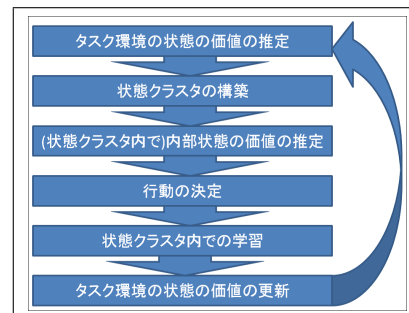 タスク環境の状態の価値の推定
状態クラスタの構築
(状態クラスタ内で)内部状態の価値の推定
行動の決定
状態クラスタ内での学習
タスク環境の状態の価値の更新